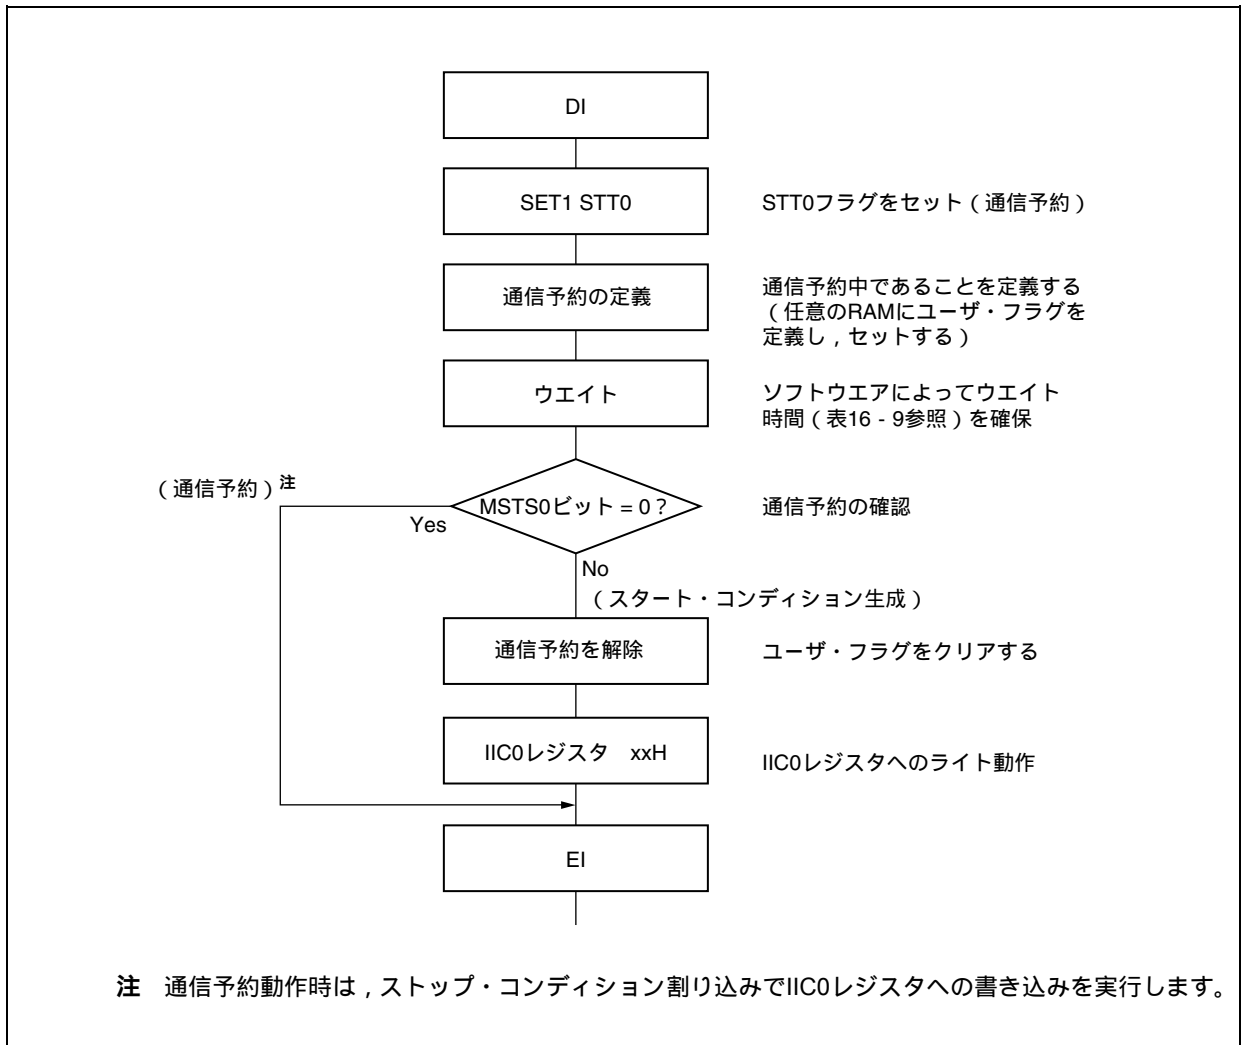 DI
SET1 STT0
STT0フラグをセット（通信予約）
通信予約の定義
通信予約中であることを定義する
（任意のRAMにユーザ・フラグを
定義し，セットする）
ウエイト
ソフトウエアによってウエイト
時間（表16 - 9参照）を確保
（通信予約）注
MSTS0ビット = 0？
通信予約の確認
Yes
No
（スタート・コンディション生成）
通信予約を解除
ユーザ・フラグをクリアする
IIC0レジスタ　xxH
IIC0レジスタへのライト動作
EI
注　通信予約動作時は，ストップ・コンディション割り込みでIIC0レジスタへの書き込みを実行します。